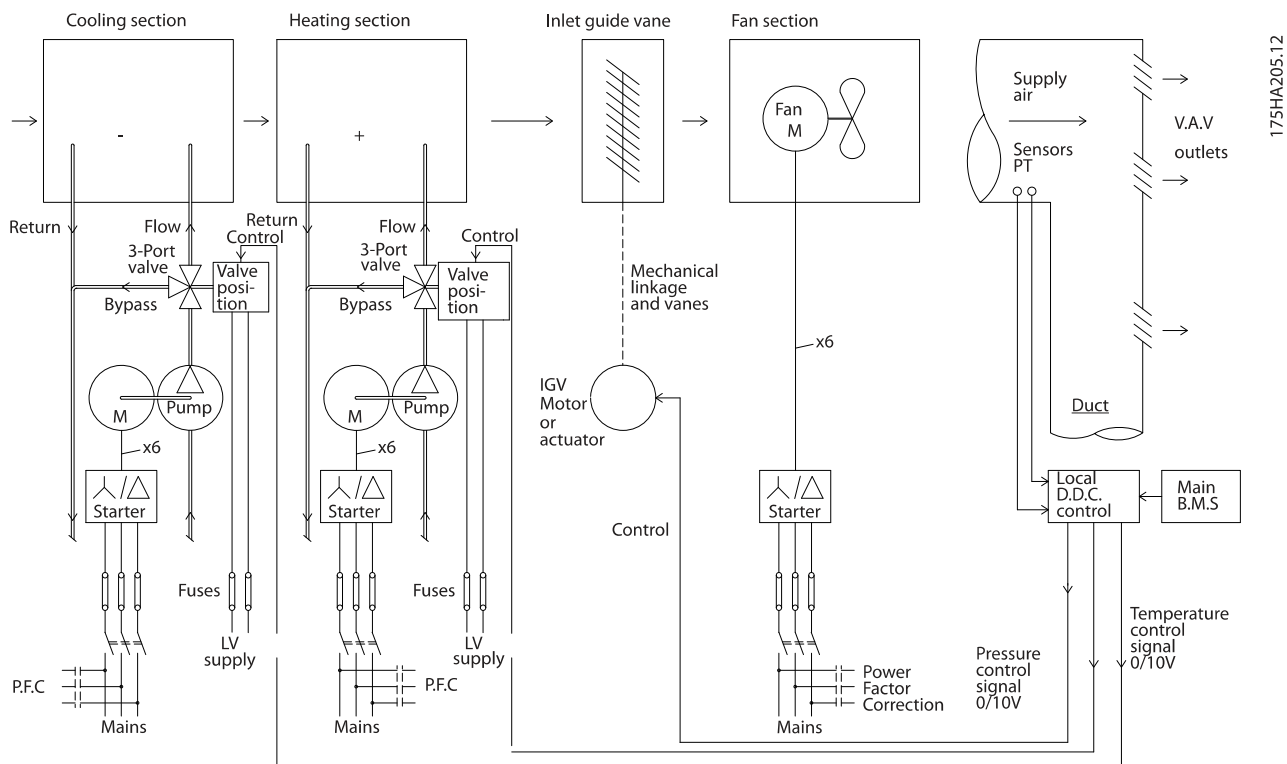 Cooling section
Heating section
Inlet guide vane
Fan section
175HA205.12
-
+
Fan
M
Supply
air
Sensors
PT
V.A.V
outlets
Return
Flow
3-Port
valve
Bypass
Control
Valve
posi-
tion
Return
Flow
3-Port
valve
Bypass
Control
Valve
posi-
tion
Mechanical
linkage
and vanes
x6
M
Pump
x6
Starter
M
Pump
x6
Starter
IGV
Motor
or
actuator
Control
Starter
Duct
Local
D.D.C.
control
Main
B.M.S
Fuses
LV
supply
P.F.C
Mains
Fuses
LV
supply
P.F.C
Mains
Power
Factor
Correction
Mains
Pressure
control
signal
0/10V
Temperature
control
signal
0/10V